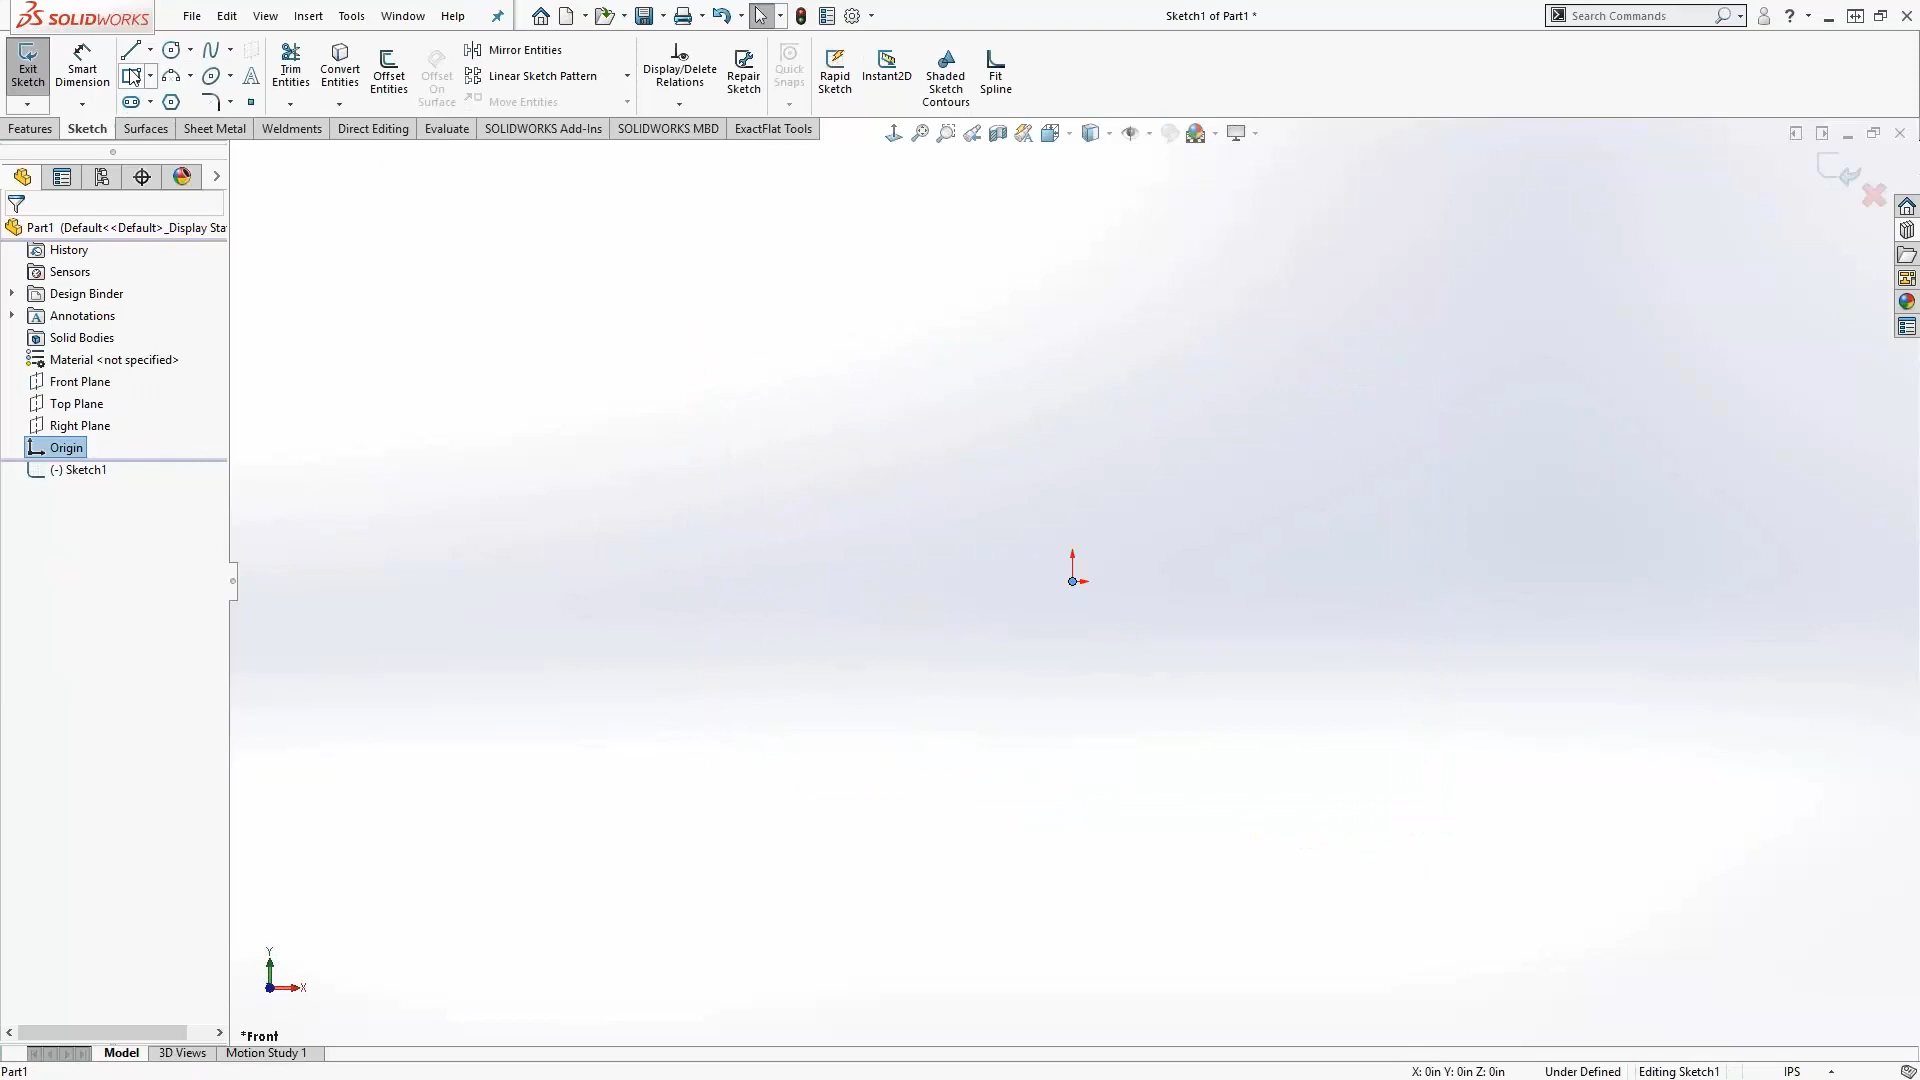 SOLIDWORKS File Edit View Insert Tools Window Help Sketch1 of Part1 * Search Commands ?
Exit Sketch
Smart Dimension
Trim Entities
Convert Entities
Offset Entities
Offset On Surface
Mirror Entities
Linear Sketch Pattern
Move Entities
Display/Delete Relations
Repair Sketch
Quick Snaps
Rapid Sketch
Instant2D
Shaded Sketch Contours
Fit Spline
Features Sketch Surfaces Sheet Metal Weldments Direct Editing Evaluate SOLIDWORKS Add-Ins SOLIDWORKS MBD ExactFlat Tools
Part1 (Default<<Default>_Display Sta
History
Sensors
Design Binder
Annotations
Solid Bodies
Material <not specified>
Front Plane
Top Plane
Right Plane
Origin
(-) Sketch1
Y
X
*Front
Model 3D Views Motion Study 1
Part1 X: 0in Y: 0in Z: 0in Under Defined Editing Sketch1 IPS